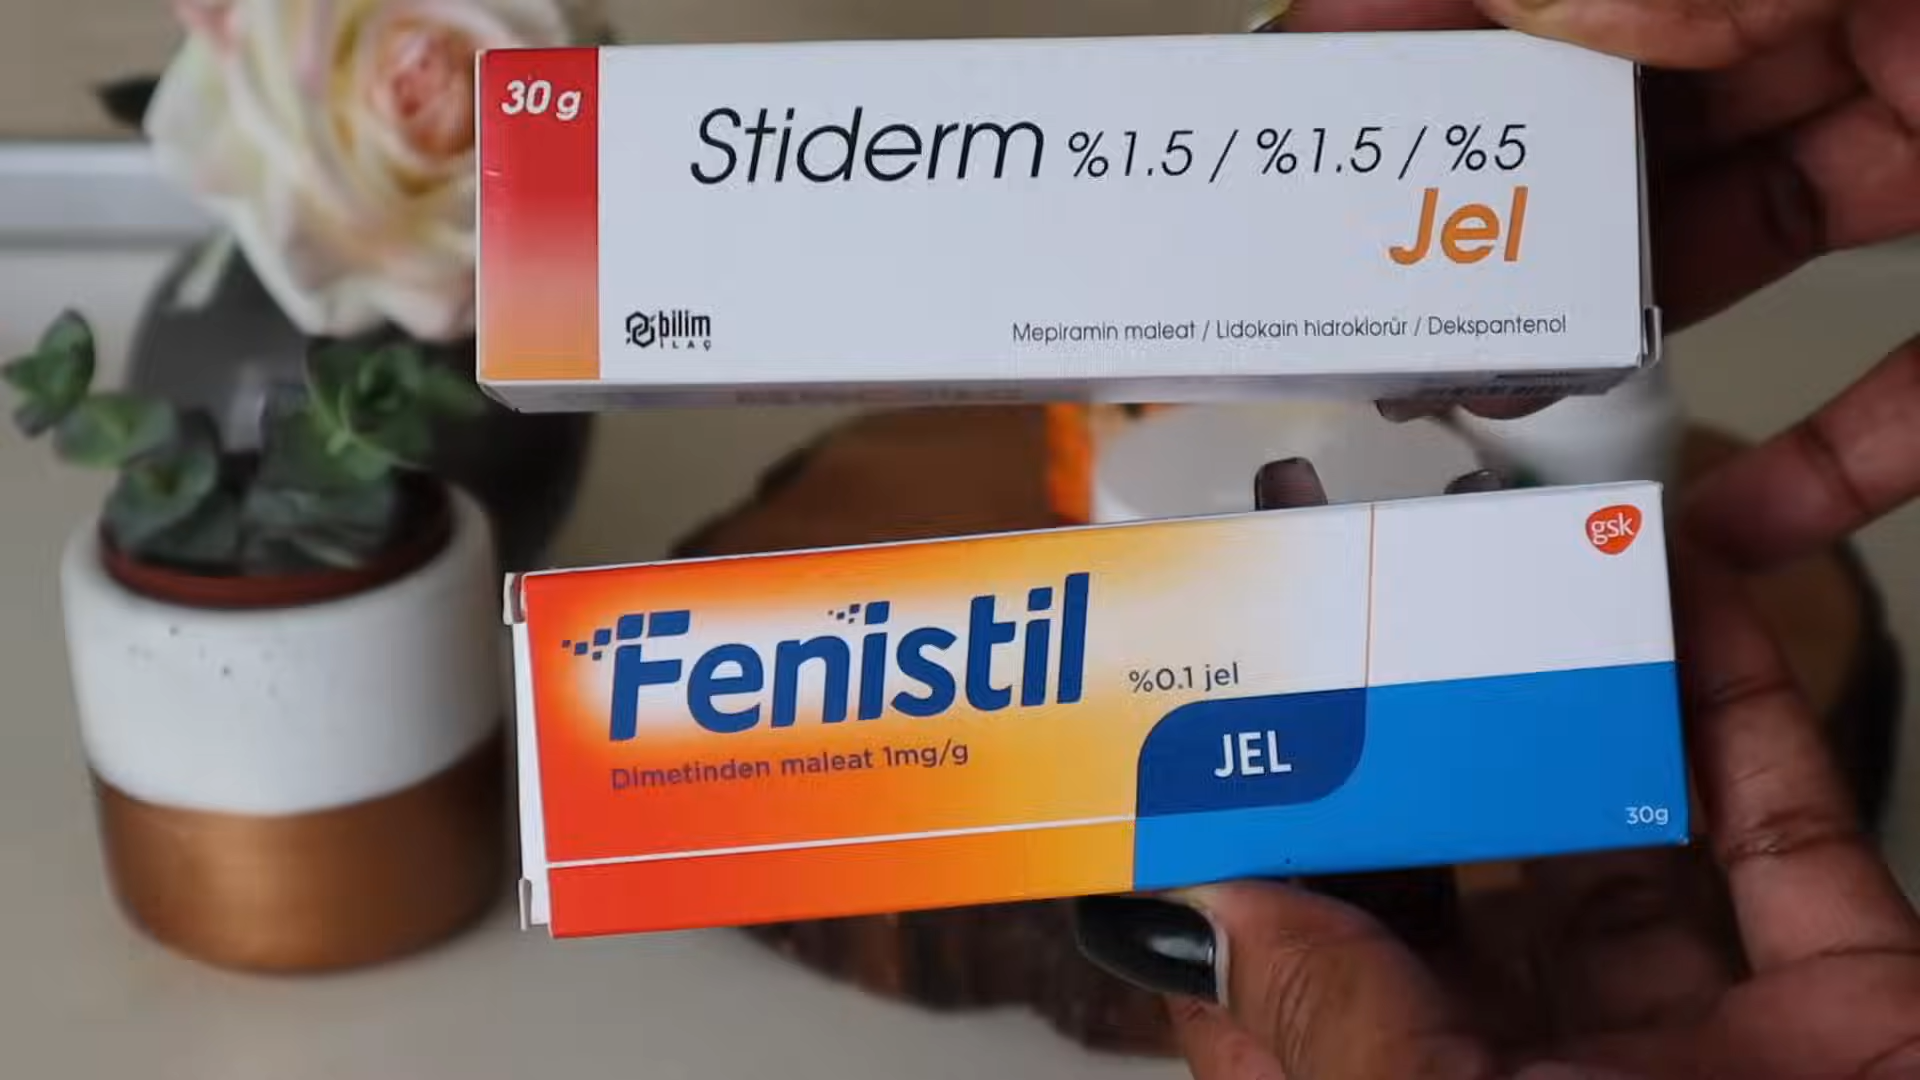 30 g
Stiderm %1.5 / %1.5 / %5
Jel
bilim
İLAÇ
Mepiramin maleat / Lidokain hidroklorür / Dekspantenol
gsk
Fenistil
%0.1 jel
Dimetinden maleat 1mg/g
JEL
30g